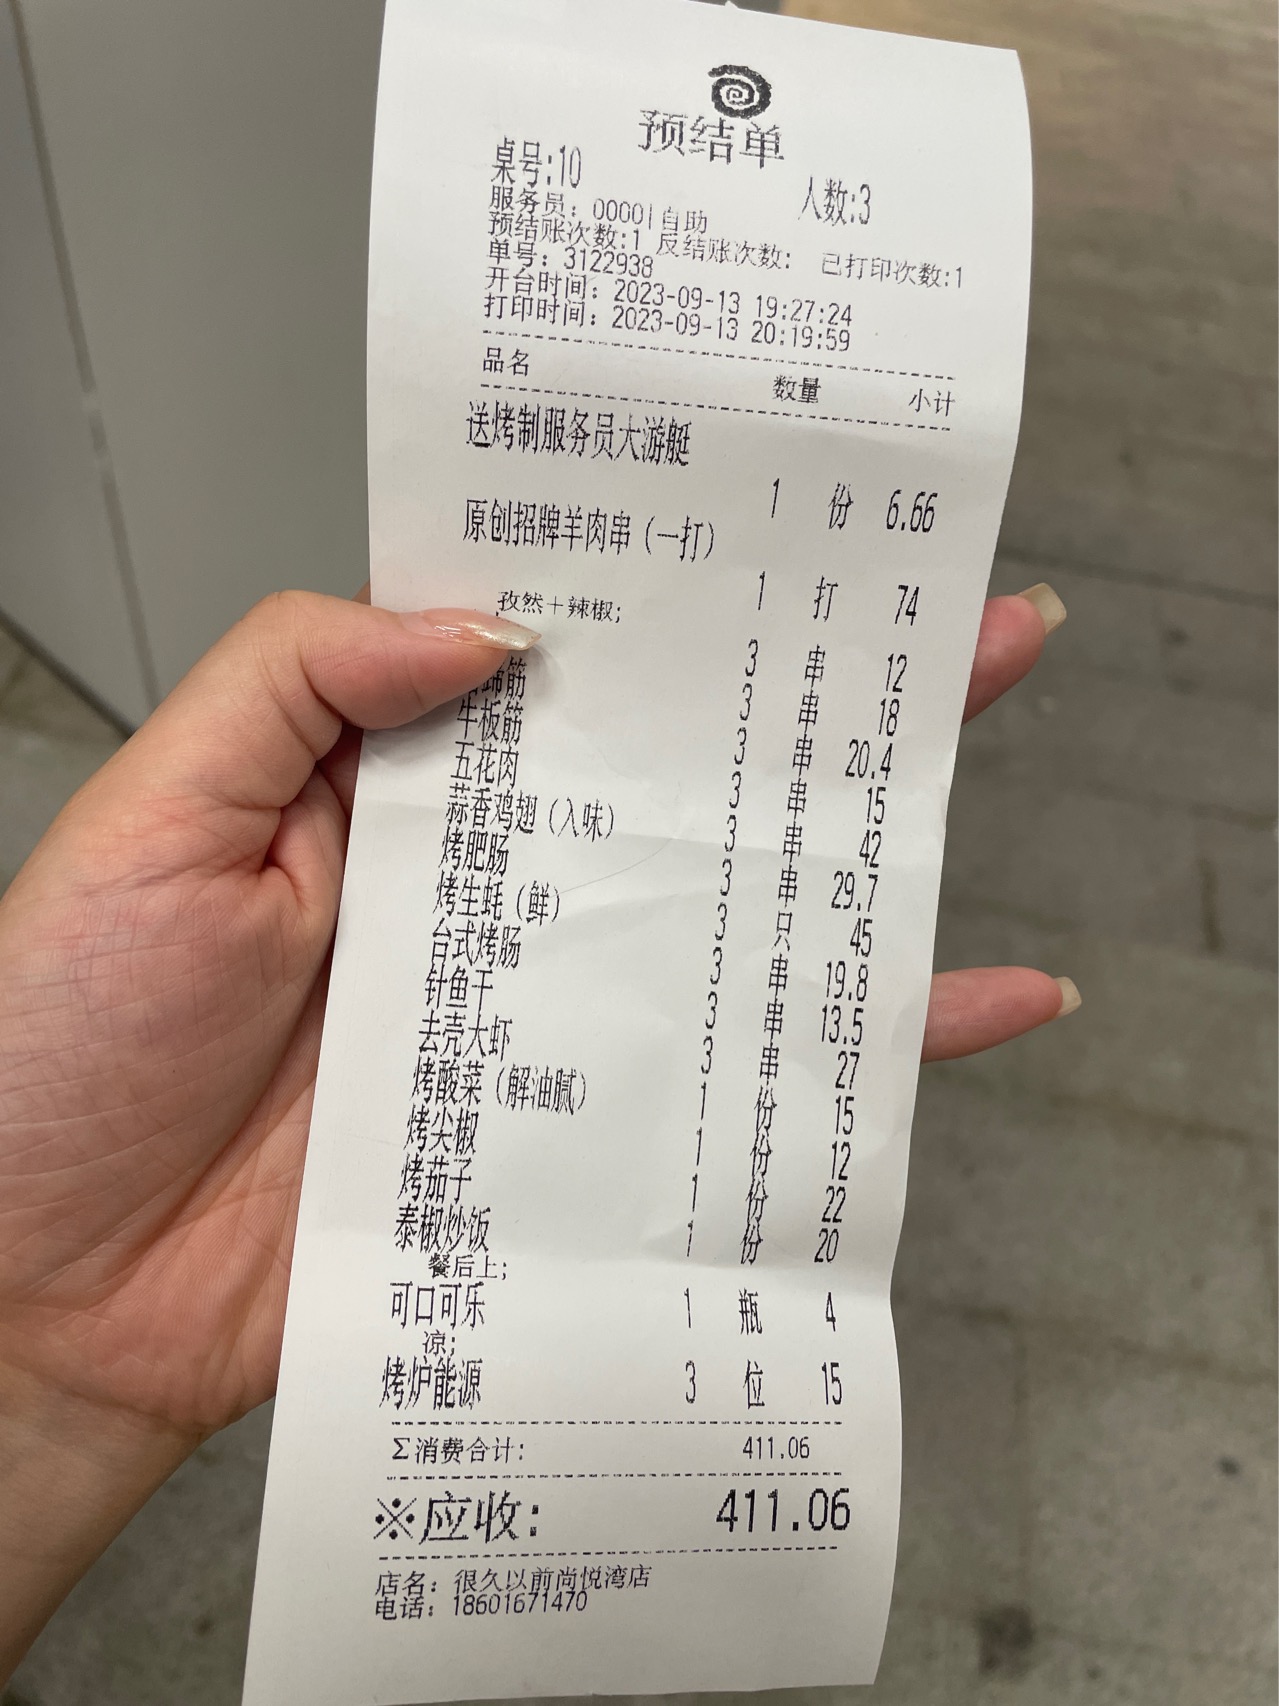 预结单
桌号:10 人数:3
服务员: 00001自助
预结账次数:1 反结账次数: 已打印次数:1
单号: 3122938
开台时间: 2023-09-13 19:27:24
打印时间: 2023-09-13 20:19:59
品名 数量 小计
送烤制服务员大游艇
1 份 6.66
原创招牌羊肉串(一打)
1 打 74
孜然+辣椒;
3 串 12
筋 3 串 18
牛板筋 3 串 20.4
五花肉 3 串 15
蒜香鸡翅(入味) 3 串 42
烤肥肠 3 串 29.7
烤生蚝(鲜) 3 只 45
台式烤肠 3 串 19.8
针鱼干 3 串 13.5
去壳大虾 3 串 27
烤酸菜(解油腻) 1 份 15
烤尖椒 1 份 12
烤茄子 1 份 22
泰椒炒饭 1 份 20
餐后上;
可口可乐 1 瓶 4
凉;
烤炉能源 3 位 15
Σ消费合计: 411.06
※应收: 411.06
店名: 很久以前尚悦湾店
电话: 18601671470